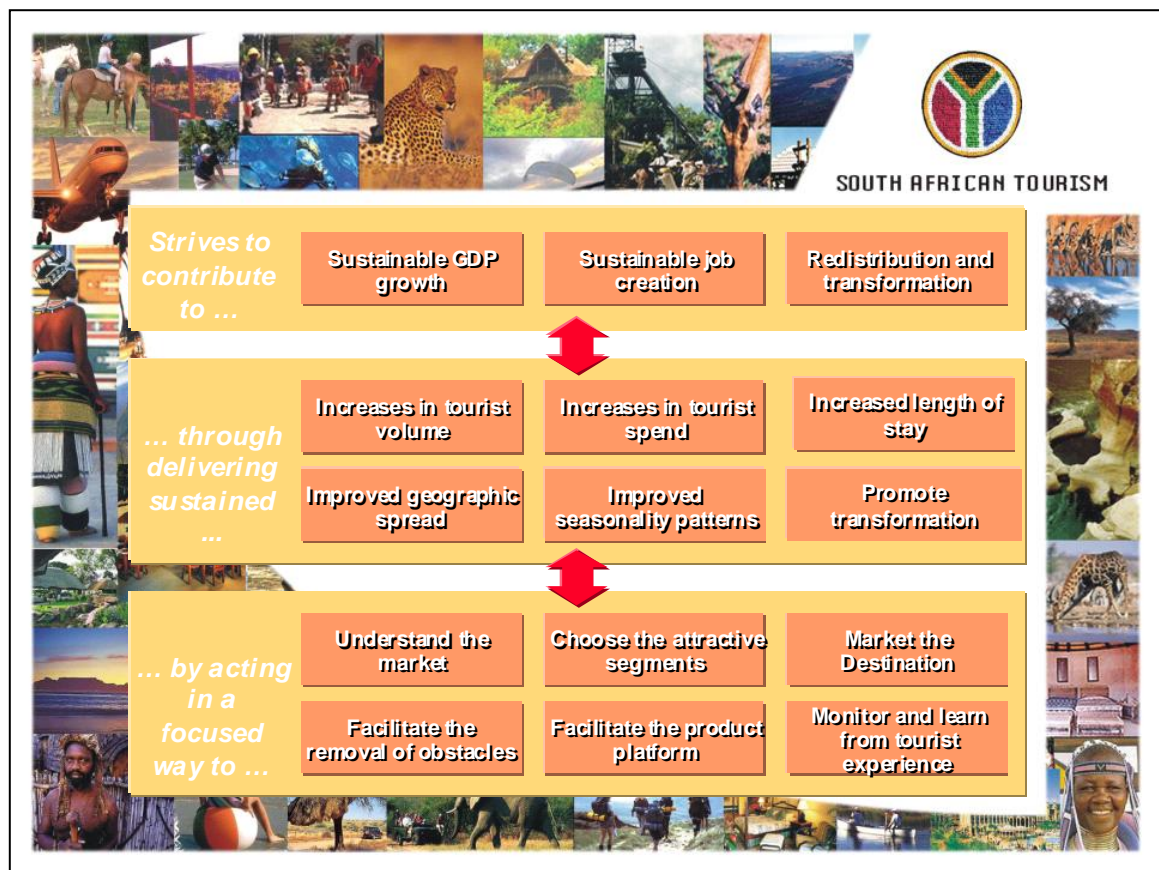 SOUTH AFRICAN TOURISM
Strives to
contribute
to …
Sustainable GDP
growth
Sustainable job
creation
Redistribution and
transformation
… through
delivering
sustained
...
Increases in tourist
volume
Increases in tourist
spend
Increased length of
stay
Improved geographic
spread
Improved
seasonality patterns
Promote
transformation
… by acting
in a
focused
way to …
Understand the
market
Choose the attractive
segments
Market the
Destination
Facilitate the
removal of obstacles
Facilitate the product
platform
Monitor and learn
from tourist
experience